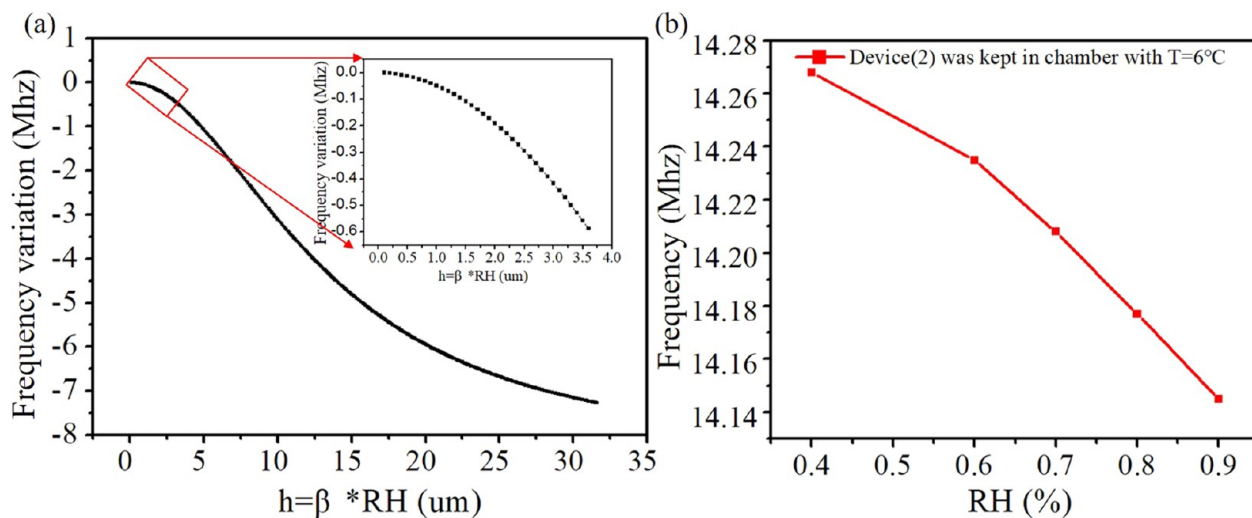 (a)
Frequency variation (Mhz)
1
0
-1
-2
-3
-4
-5
-6
-7
-8
0 5 10 15 20 25 30 35
h=β *RH (um)
Frequency variation (Mhz)
0.0
-0.1
-0.2
-0.3
-0.4
-0.5
-0.6
0.0 0.5 1.0 1.5 2.0 2.5 3.0 3.5 4.0
h=β *RH (um)
(b)
Frequency (Mhz)
14.28
14.26
14.24
14.22
14.20
14.18
14.16
14.14
Device(2) was kept in chamber with T=6°C
0.4 0.5 0.6 0.7 0.8 0.9
RH (%)